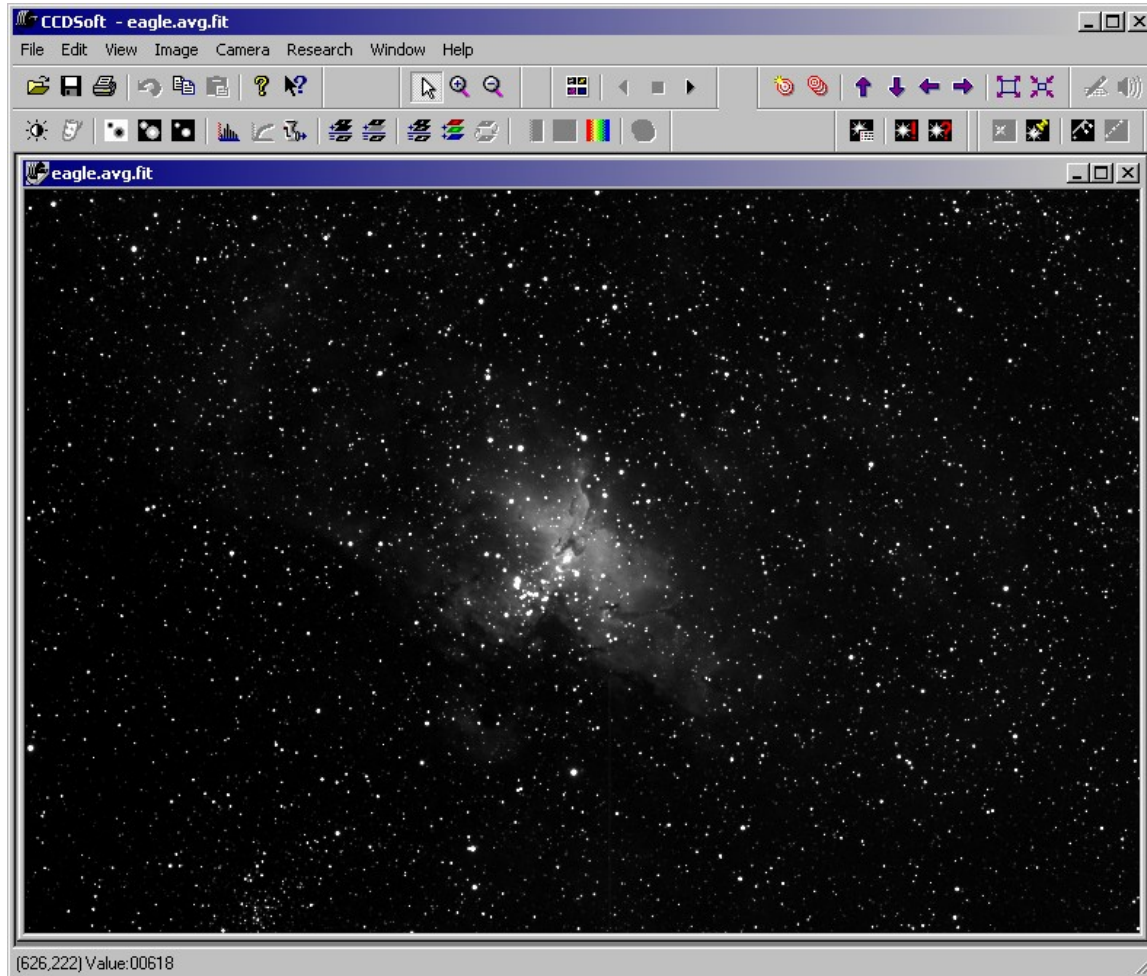 CCDSoft - eagle.avg.fit
File Edit View Image Camera Research Window Help
eagle.avg.fit
(626,222) Value:00618